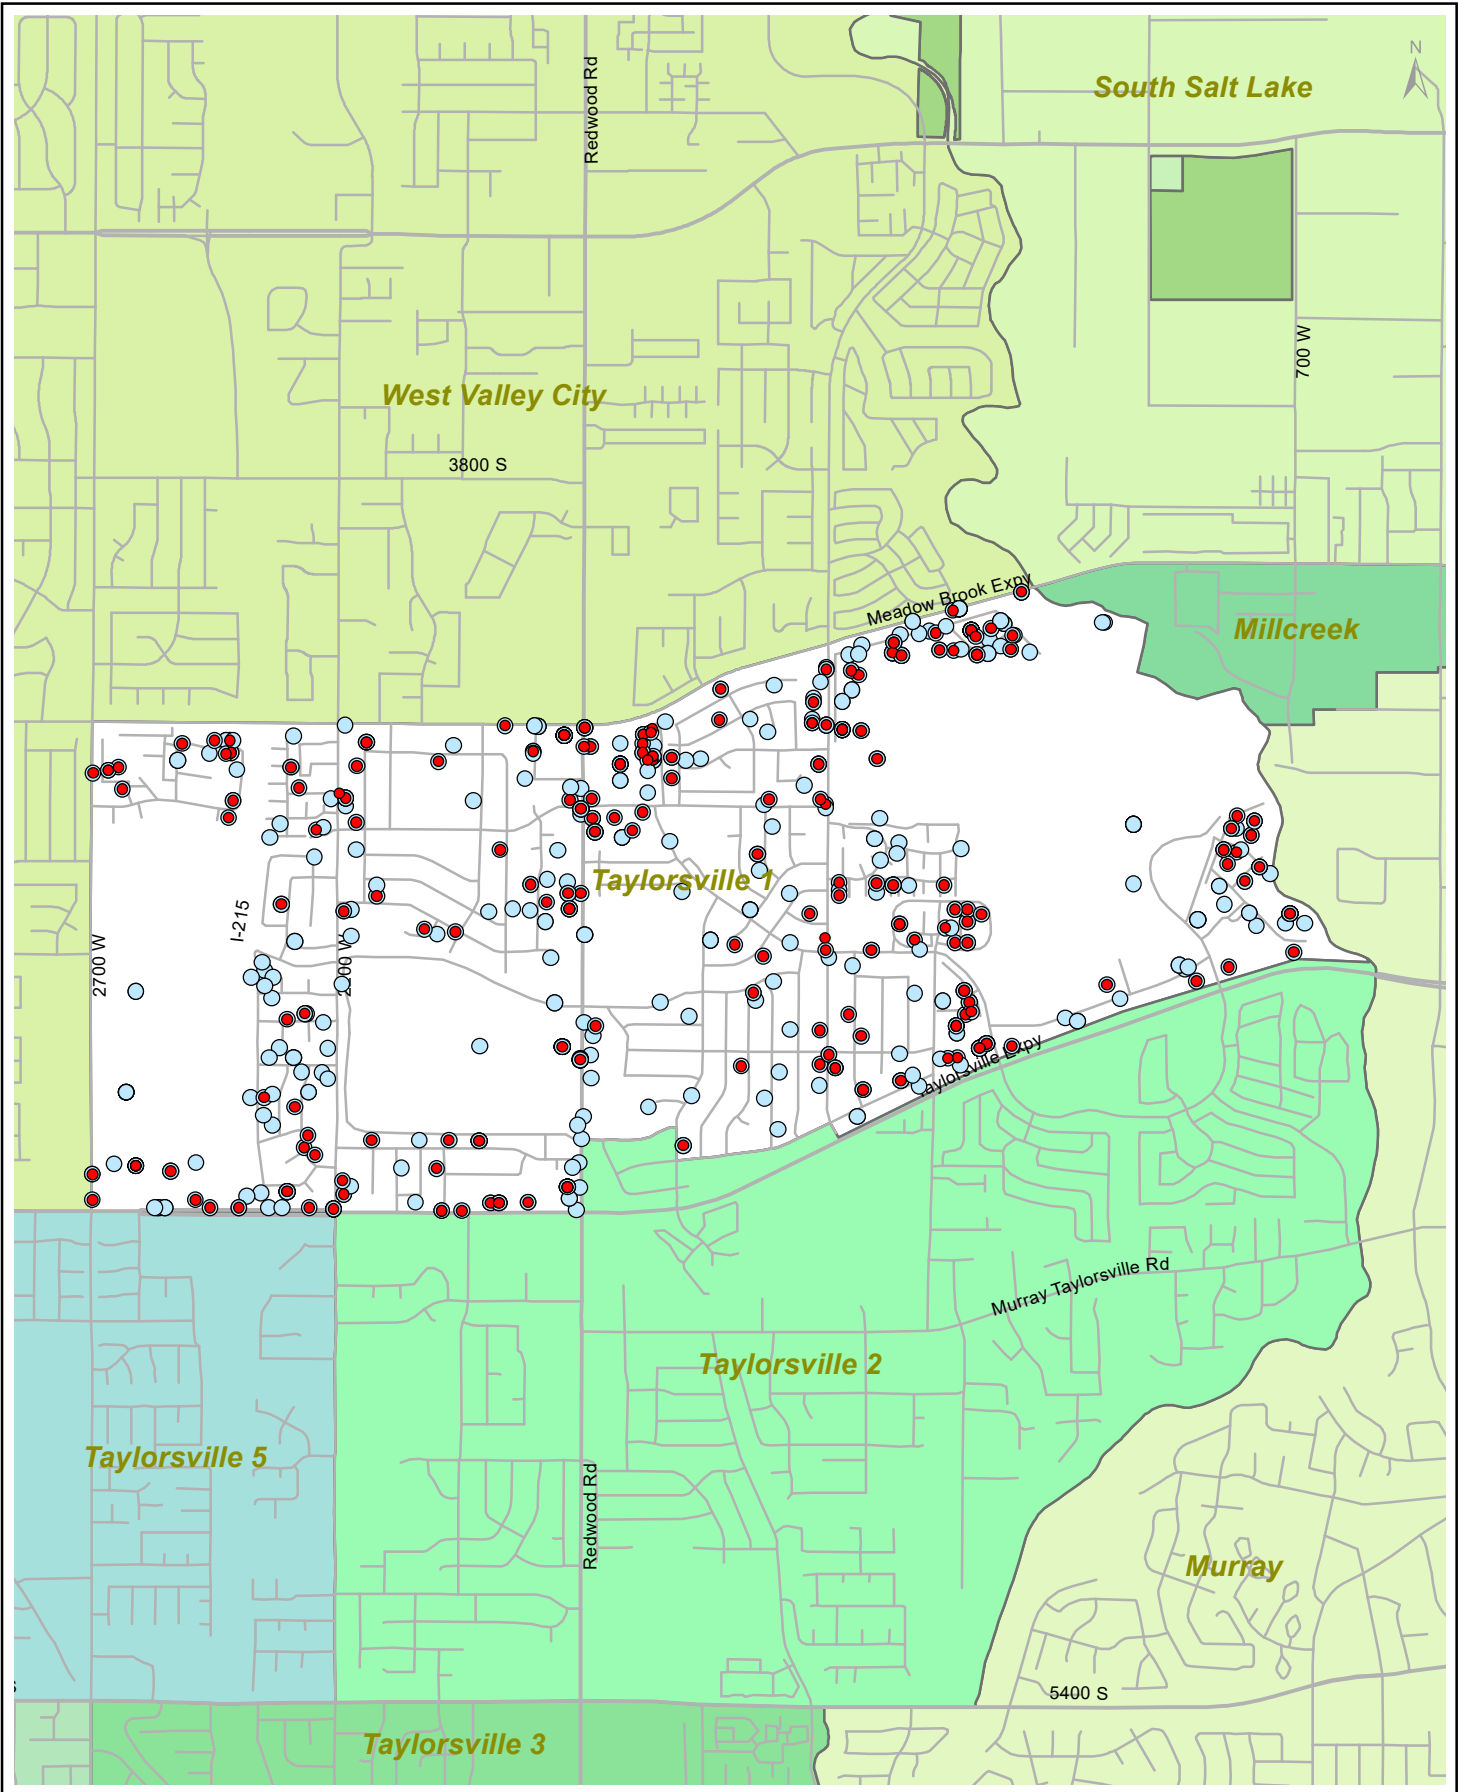 Redwood Rd
South Salt Lake
N
700 W
West Valley City
3800 S
Meadow Brook Expy
Millcreek
Taylorsville 1
I-215
2700 W
2200 W
Taylorsville Expy
Murray Taylorsville Rd
Taylorsville 2
Taylorsville 5
Redwood Rd
Murray
5400 S
Taylorsville 3